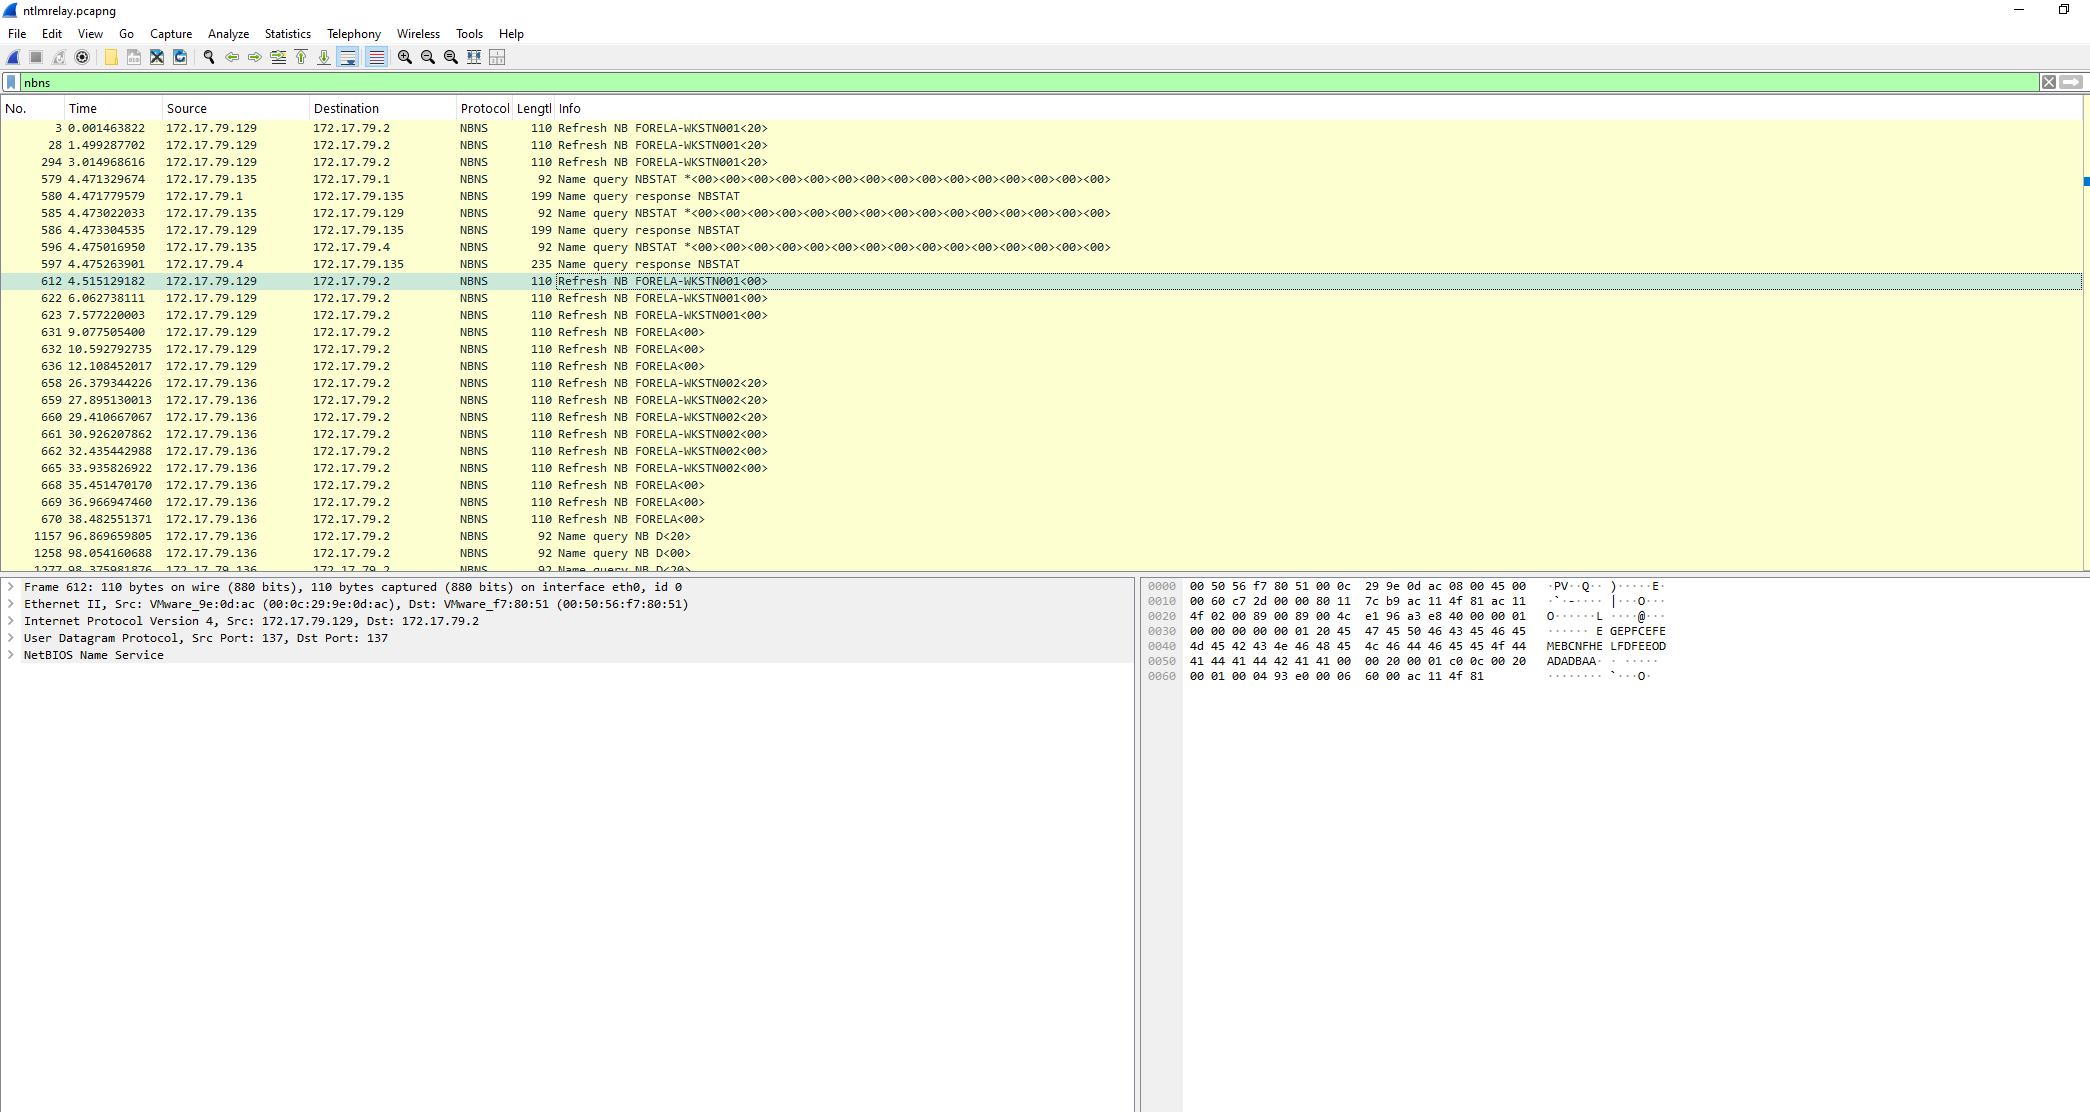 ntlmrelay.pcapng
File Edit View Go Capture Analyze Statistics Telephony Wireless Tools Help
nbns
No. Time Source Destination Protocol Lengtl Info
3 0.001463822 172.17.79.129 172.17.79.2 NBNS 110 Refresh NB FORELA-WKSTN001<20>
28 1.499287702 172.17.79.129 172.17.79.2 NBNS 110 Refresh NB FORELA-WKSTN001<20>
294 3.014968616 172.17.79.129 172.17.79.2 NBNS 110 Refresh NB FORELA-WKSTN001<20>
579 4.471329674 172.17.79.135 172.17.79.1 NBNS 92 Name query NBSTAT *<00><00><00><00><00><00><00><00><00><00><00><00><00><00><00>
580 4.471779579 172.17.79.1 172.17.79.135 NBNS 199 Name query response NBSTAT
585 4.473022033 172.17.79.135 172.17.79.129 NBNS 92 Name query NBSTAT *<00><00><00><00><00><00><00><00><00><00><00><00><00><00><00>
586 4.473304535 172.17.79.129 172.17.79.135 NBNS 199 Name query response NBSTAT
596 4.475016950 172.17.79.135 172.17.79.4 NBNS 92 Name query NBSTAT *<00><00><00><00><00><00><00><00><00><00><00><00><00><00><00>
597 4.475263901 172.17.79.4 172.17.79.135 NBNS 235 Name query response NBSTAT
612 4.515129182 172.17.79.129 172.17.79.2 NBNS 110 Refresh NB FORELA-WKSTN001<00>
622 6.062738111 172.17.79.129 172.17.79.2 NBNS 110 Refresh NB FORELA-WKSTN001<00>
623 7.577220003 172.17.79.129 172.17.79.2 NBNS 110 Refresh NB FORELA-WKSTN001<00>
631 9.077505400 172.17.79.129 172.17.79.2 NBNS 110 Refresh NB FORELA<00>
632 10.592792735 172.17.79.129 172.17.79.2 NBNS 110 Refresh NB FORELA<00>
636 12.108452017 172.17.79.129 172.17.79.2 NBNS 110 Refresh NB FORELA<00>
658 26.379344226 172.17.79.136 172.17.79.2 NBNS 110 Refresh NB FORELA-WKSTN002<20>
659 27.895130013 172.17.79.136 172.17.79.2 NBNS 110 Refresh NB FORELA-WKSTN002<20>
660 29.410667067 172.17.79.136 172.17.79.2 NBNS 110 Refresh NB FORELA-WKSTN002<20>
661 30.926207862 172.17.79.136 172.17.79.2 NBNS 110 Refresh NB FORELA-WKSTN002<00>
662 32.435442988 172.17.79.136 172.17.79.2 NBNS 110 Refresh NB FORELA-WKSTN002<00>
665 33.935826922 172.17.79.136 172.17.79.2 NBNS 110 Refresh NB FORELA-WKSTN002<00>
668 35.451470170 172.17.79.136 172.17.79.2 NBNS 110 Refresh NB FORELA<00>
669 36.966947460 172.17.79.136 172.17.79.2 NBNS 110 Refresh NB FORELA<00>
670 38.482551371 172.17.79.136 172.17.79.2 NBNS 110 Refresh NB FORELA<00>
1157 96.869659805 172.17.79.136 172.17.79.2 NBNS 92 Name query NB D<20>
1258 98.054160688 172.17.79.136 172.17.79.2 NBNS 92 Name query NB D<00>
1277 98.375981876 172.17.79.136 172.17.79.2 NBNS 92 Name query NB D<20>
Frame 612: 110 bytes on wire (880 bits), 110 bytes captured (880 bits) on interface eth0, id 0
Ethernet II, Src: VMware_9e:0d:ac (00:0c:29:9e:0d:ac), Dst: VMware_f7:80:51 (00:50:56:f7:80:51)
Internet Protocol Version 4, Src: 172.17.79.129, Dst: 172.17.79.2
User Datagram Protocol, Src Port: 137, Dst Port: 137
NetBIOS Name Service
0000 00 50 56 f7 80 51 00 0c 29 9e 0d ac 08 00 45 00 ·PV··Q·· )·····E·
0010 00 60 c7 2d 00 00 80 11 7c b9 ac 11 4f 81 ac 11 ·`·-···· |···O···
0020 4f 02 00 89 00 89 00 4c e1 96 a3 e8 40 00 00 01 O······L ····@···
0030 00 00 00 00 00 01 20 45 47 45 50 46 43 45 46 45 ······ E GEPFCEFE
0040 4d 45 42 43 4e 46 48 45 4c 46 44 46 45 45 4f 44 MEBCNFHE LFDFEEOD
0050 41 44 41 44 42 41 41 00 00 20 00 01 c0 0c 00 20 ADADBAA· · ·····
0060 00 01 00 04 93 e0 00 06 60 00 ac 11 4f 81 ········ `···O·